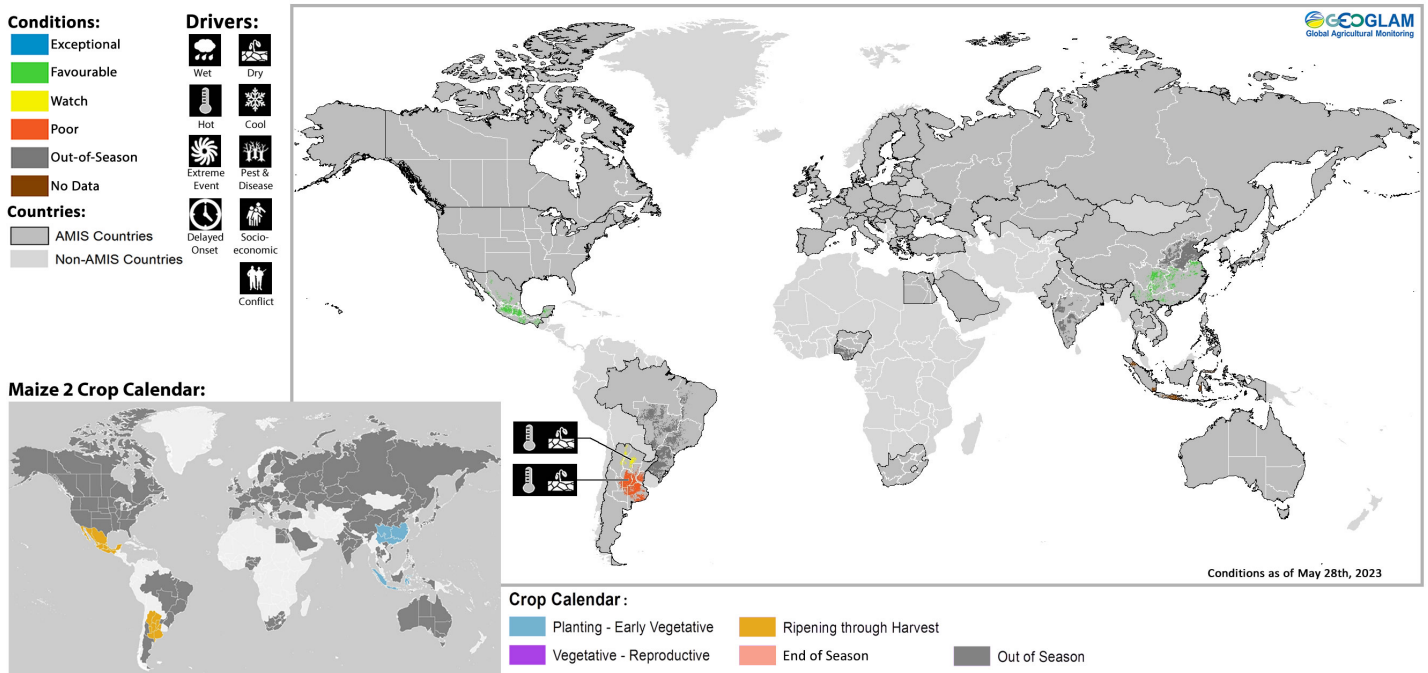 Conditions:
Exceptional
Favourable
Watch
Poor
Out-of-Season
No Data
Countries:
AMIS Countries
Non-AMIS Countries
Drivers:
Wet
Dry
Hot
Cool
Extreme
Event
Pest &
Disease
Delayed
Onset
Socio-
economic
Conflict
GEOGLAM
Global Agricultural Monitoring
Maize 2 Crop Calendar:
Conditions as of May 28th, 2023
Crop Calendar :
Planting - Early Vegetative
Ripening through Harvest
Vegetative - Reproductive
End of Season
Out of Season